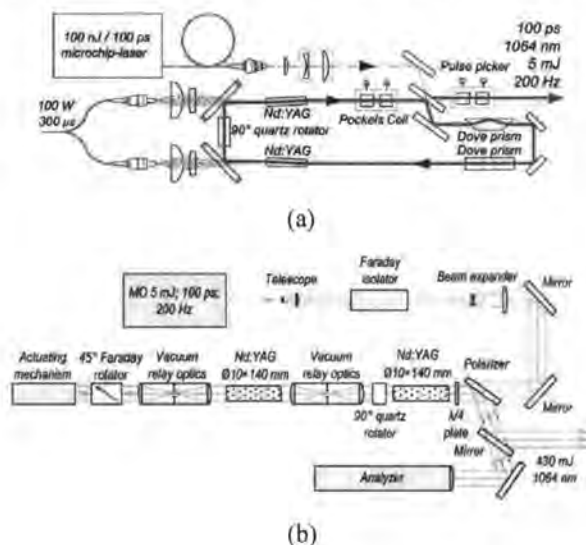 100 nJ / 100 ps
microchip-laser
100 ps
1064 nm
5 mJ
200 Hz
Pulse picker
100 W
300 μs
Nd:YAG
90° quartz rotator
Pockels Cell
Nd:YAG
Dove prism
Dove prism
(a)
Telescope
Faraday
isolator
Beam expander
Mirror
MO 5 mJ; 100 ps;
200 Hz
Actuating
mechanism
45° Faraday
rotator
Vacuum
relay optics
Nd:YAG
Ø10×140 mm
Vacuum
relay optics
Nd:YAG
Ø10×140 mm
Polarizer
90° quartz
rotator
λ/4
plate
Mirror
Mirror
Analyzer
430 mJ
1064 nm
(b)